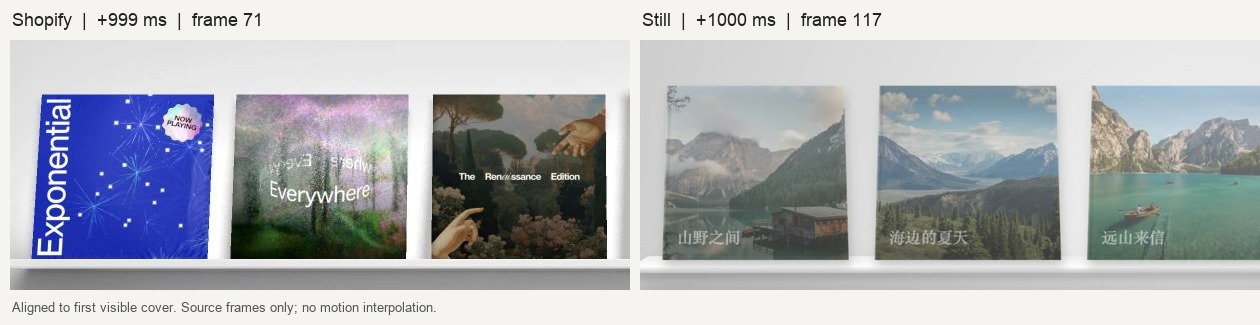 Shopify | +999 ms | frame 71
Still | +1000 ms | frame 117
Exponential
NOW
PLAYING
Everywhere
The Ren///ssance Edition
山野之间
海边的夏天
远山来信
Aligned to first visible cover. Source frames only; no motion interpolation.